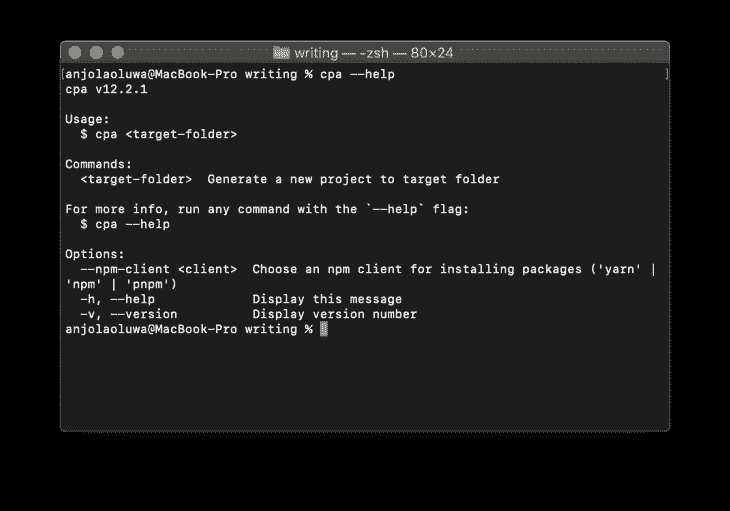 writing — -zsh — 80×24
[anjolaoluwa@MacBook-Pro writing % cpa --help ]
cpa v12.2.1
Usage:
$ cpa <target-folder>
Commands:
<target-folder>  Generate a new project to target folder
For more info, run any command with the `--help` flag:
$ cpa --help
Options:
--npm-client <client>  Choose an npm client for installing packages ('yarn' |
'npm' | 'pnpm')
-h, --help             Display this message
-v, --version          Display version number
anjolaoluwa@MacBook-Pro writing %